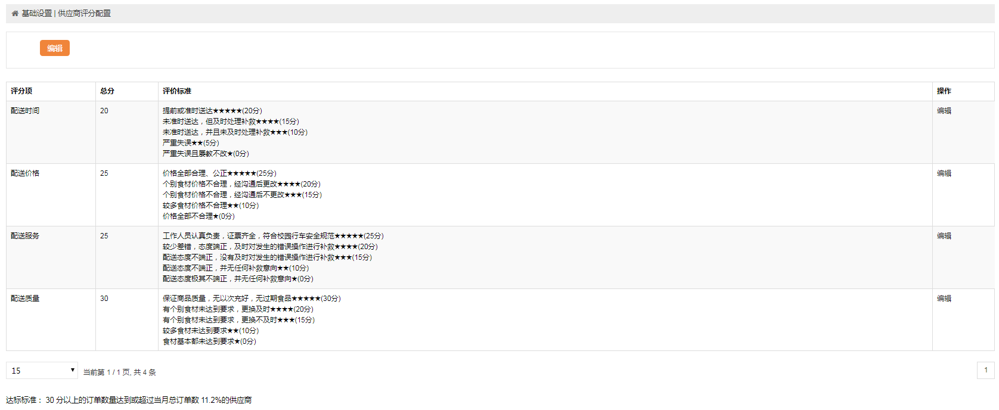 基础设置 | 供应商评分配置
编辑
评分项 总分 评价标准 操作
配送时间 20 提前或准时送达★★★★★(20分) 编辑
未准时送达，但及时处理补救★★★★(15分)
未准时送达，并且未及时处理补救★★★(10分)
严重失误★★(5分)
严重失误且屡教不改★(0分)
配送价格 25 价格全部合理、公正★★★★★(25分) 编辑
个别食材价格不合理，经沟通后更改★★★★(20分)
个别食材价格不合理，经沟通后不更改★★★(15分)
较多食材价格不合理★★(10分)
价格全部不合理★(0分)
配送服务 25 工作人员认真负责，证票齐全，符合校园行车安全规范★★★★★(25分) 编辑
较少差错，态度端正，及时对发生的错误操作进行补救★★★★(20分)
配送态度不端正，没有及时对发生的错误操作进行补救★★★(15分)
配送态度不端正，并无任何补救意向★★(10分)
配送态度极其不端正，并无任何补救意向★(0分)
配送质量 30 保证商品质量，无以次充好，无过期食品★★★★★(30分) 编辑
有个别食材未达到要求，更换及时★★★★(20分)
有个别食材未达到要求，更换不及时★★★(15分)
较多食材未达到要求★★(10分)
食材基本都未达到要求★(0分)
15 当前第 1 / 1 页, 共 4 条 1
达标标准： 30 分以上的订单数量达到或超过当月总订单数 11.2%的供应商